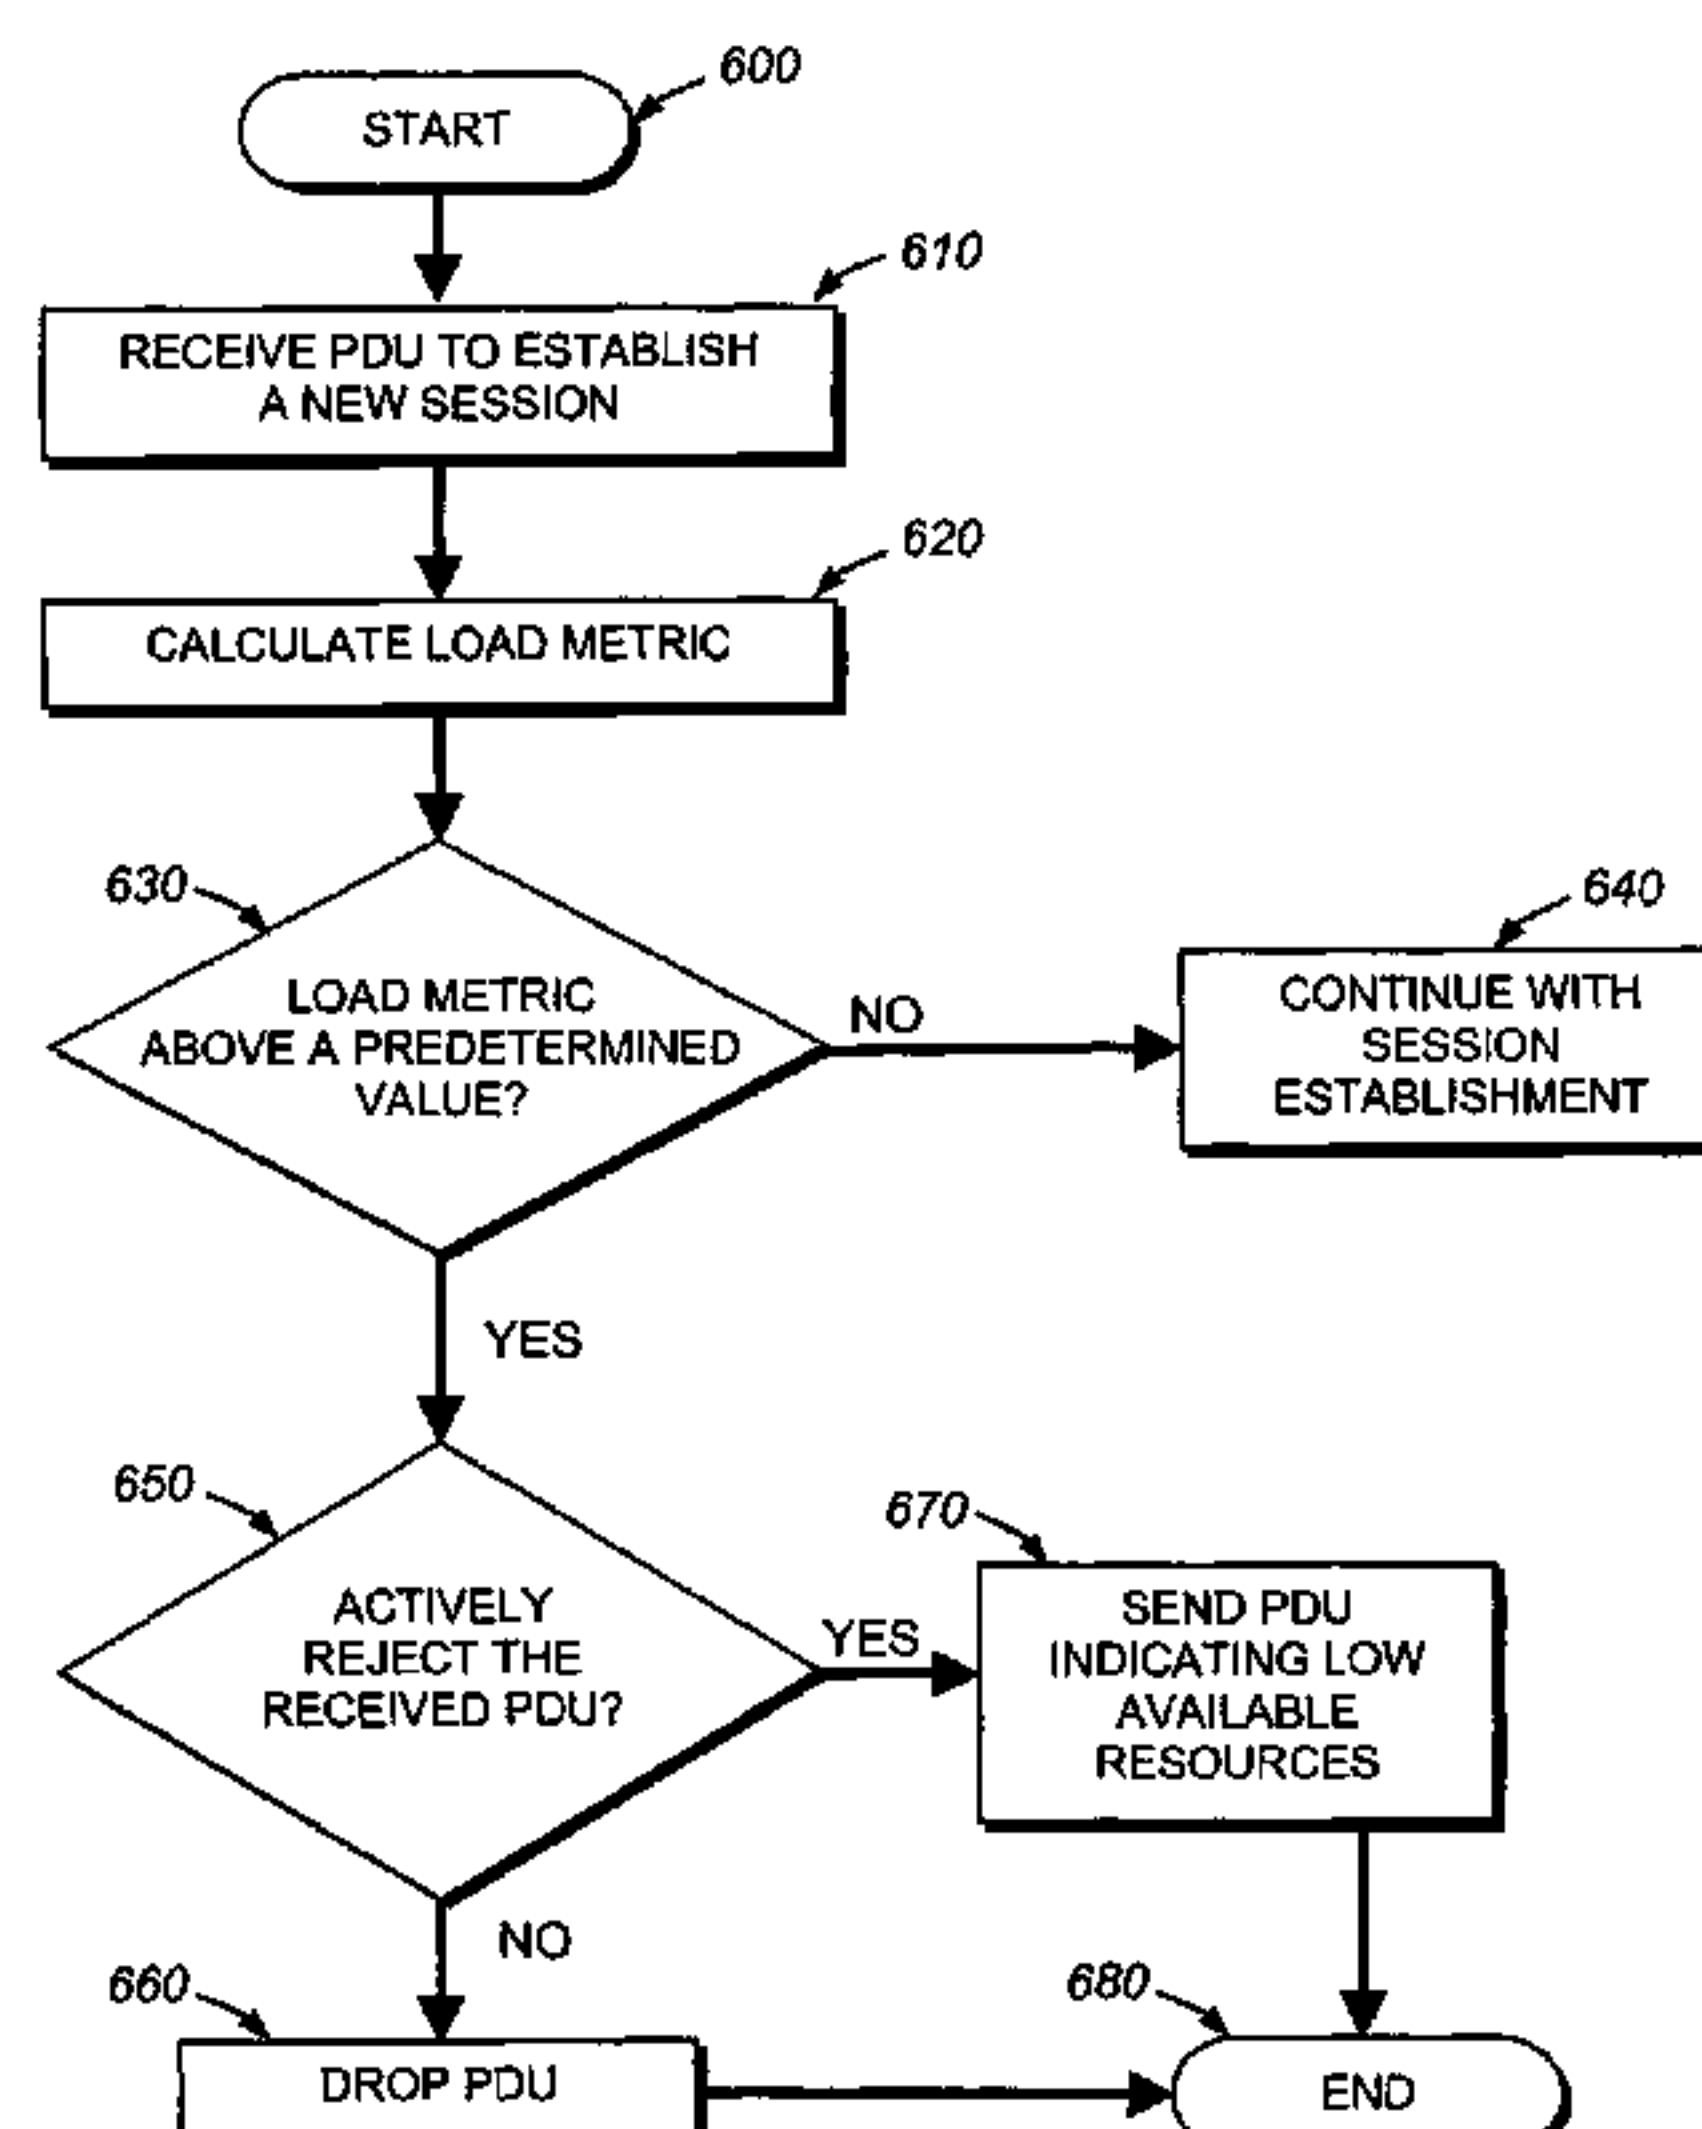 600
START
610
RECEIVE PDU TO ESTABLISH
A NEW SESSION
620
CALCULATE LOAD METRIC
630
LOAD METRIC
ABOVE A PREDETERMINED
VALUE?
NO
640
CONTINUE WITH
SESSION
ESTABLISHMENT
YES
650
ACTIVELY
REJECT THE
RECEIVED PDU?
YES
670
SEND PDU
INDICATING LOW
AVAILABLE
RESOURCES
NO
660
DROP PDU
680
END